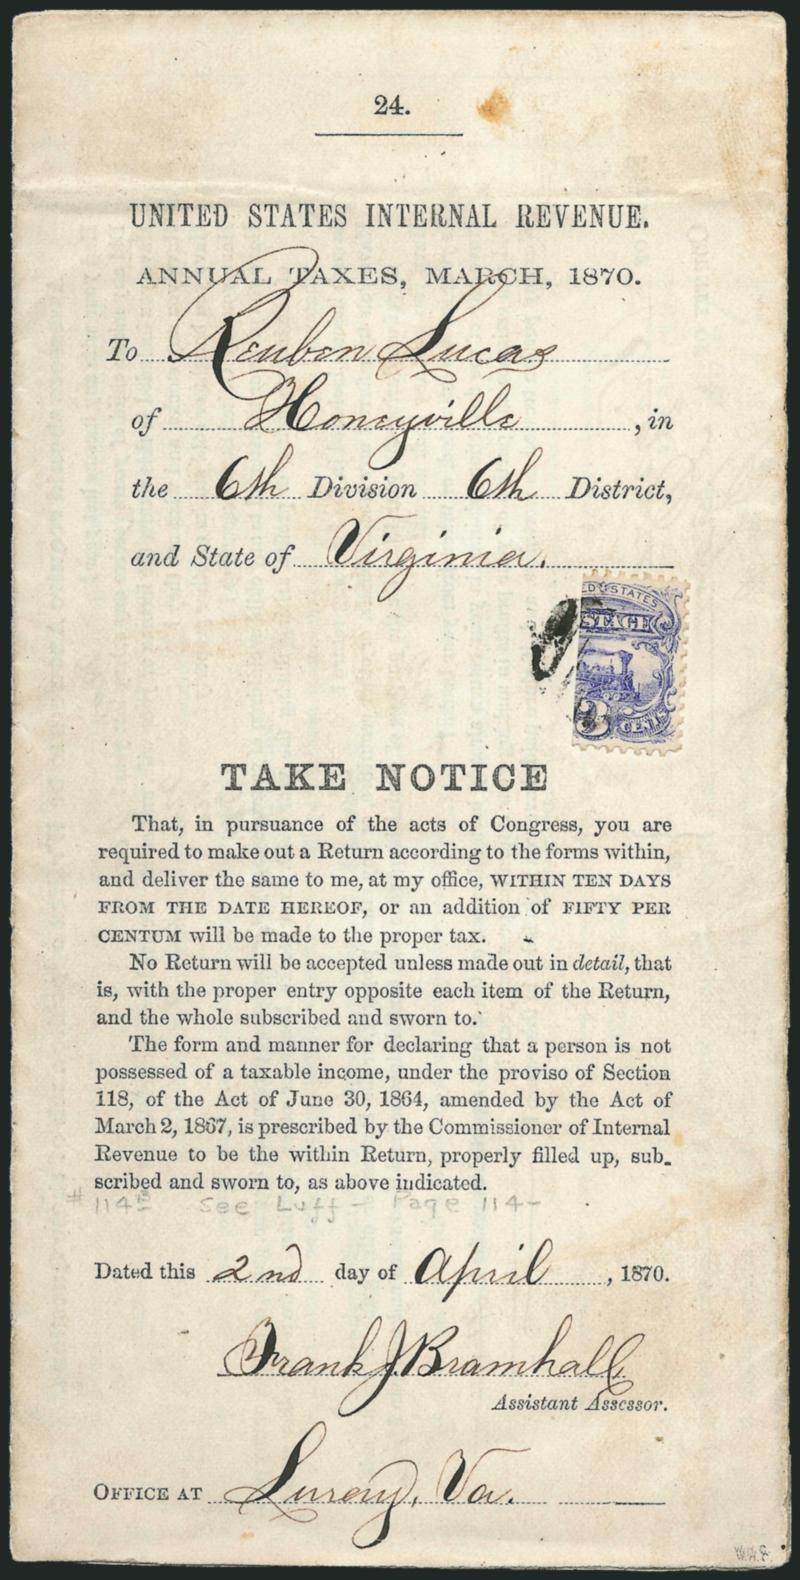 24.
UNITED STATES INTERNAL REVENUE.
ANNUAL TAXES, MARCH, 1870.
To Reuben Lucas
of Honeyville, in
the 6th Division 6th District,
and State of Virginia.
ED STATES
STAGE
3 CENTS
TAKE NOTICE
That, in pursuance of the acts of Congress, you are
required to make out a Return according to the forms within,
and deliver the same to me, at my office, WITHIN TEN DAYS
FROM THE DATE HEREOF, or an addition of FIFTY PER
CENTUM will be made to the proper tax.
No Return will be accepted unless made out in detail, that
is, with the proper entry opposite each item of the Return,
and the whole subscribed and sworn to.
The form and manner for declaring that a person is not
possessed of a taxable income, under the proviso of Section
118, of the Act of June 30, 1864, amended by the Act of
March 2, 1867, is prescribed by the Commissioner of Internal
Revenue to be the within Return, properly filled up, sub-
scribed and sworn to, as above indicated.
#114B See Luff - Page 114-
Dated this 2nd day of April, 1870.
Frank J. Bramhall
Assistant Assessor.
OFFICE AT Luray, Va.